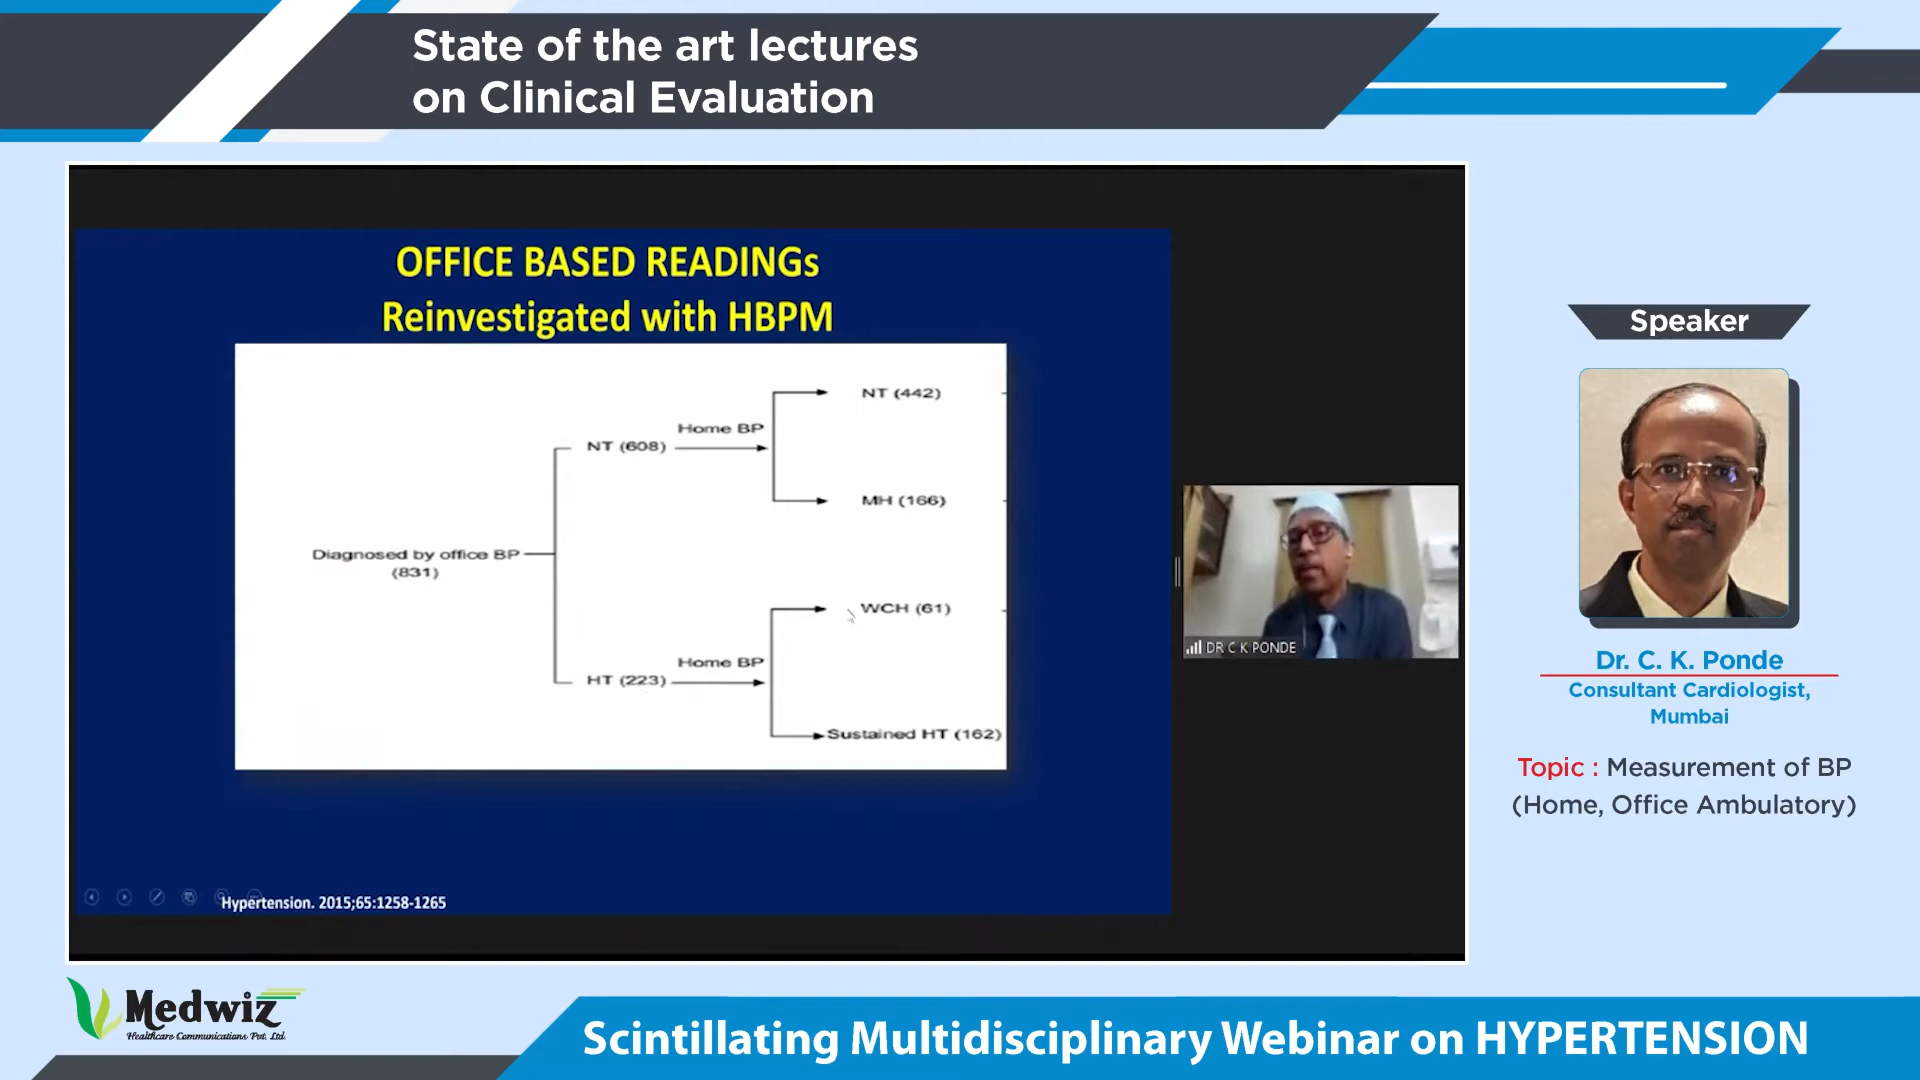 State of the art lectures
on Clinical Evaluation
OFFICE BASED READINGs
Reinvestigated with HBPM
NT (442)
Home BP
NT (608)
MH (166)
Diagnosed by office BP
(831)
WCH (61)
Home BP
HT (223)
Sustained HT (162)
Hypertension. 2015;65:1258-1265
DR C K PONDE
Speaker
Dr. C. K. Ponde
Consultant Cardiologist,
Mumbai
Topic : Measurement of BP
(Home, Office Ambulatory)
Medwiz
Healthcare Communications Pvt. Ltd.
Scintillating Multidisciplinary Webinar on HYPERTENSION